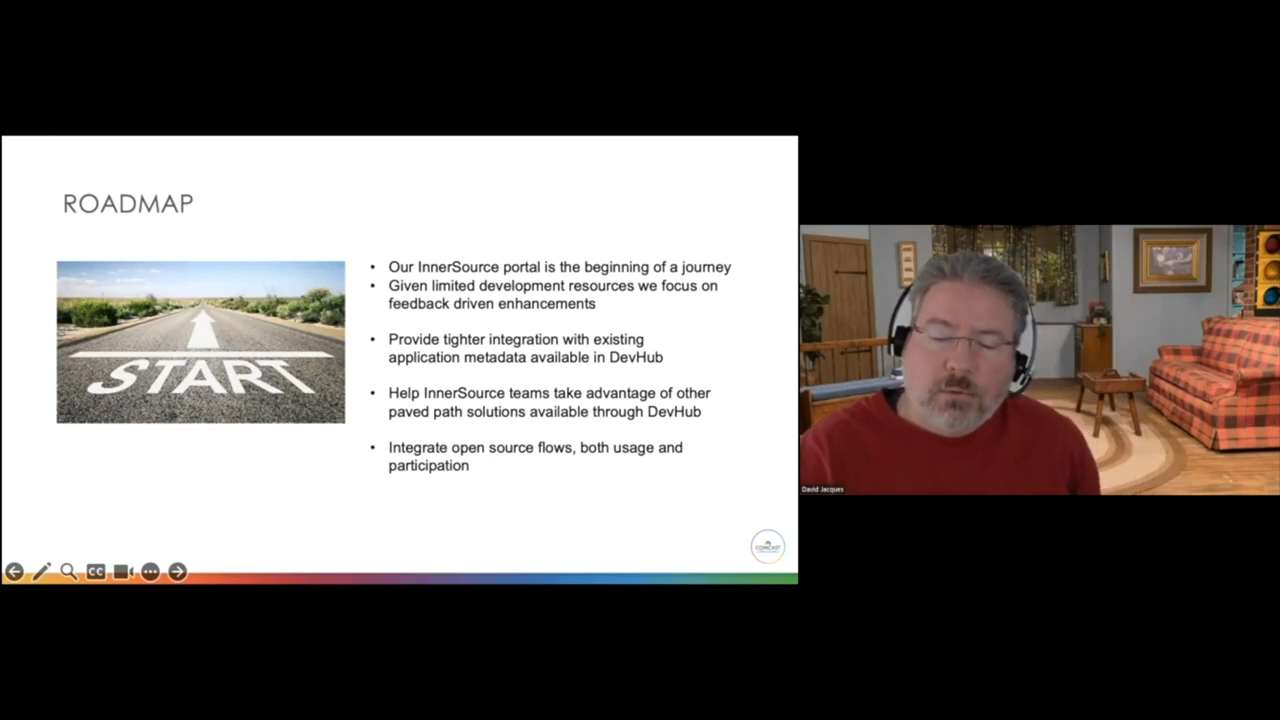 ROADMAP
START
• Our InnerSource portal is the beginning of a journey
• Given limited development resources we focus on
feedback driven enhancements
• Provide tighter integration with existing
application metadata available in DevHub
• Help InnerSource teams take advantage of other
paved path solutions available through DevHub
• Integrate open source flows, both usage and
participation
COMCAST
CC
David Jacques